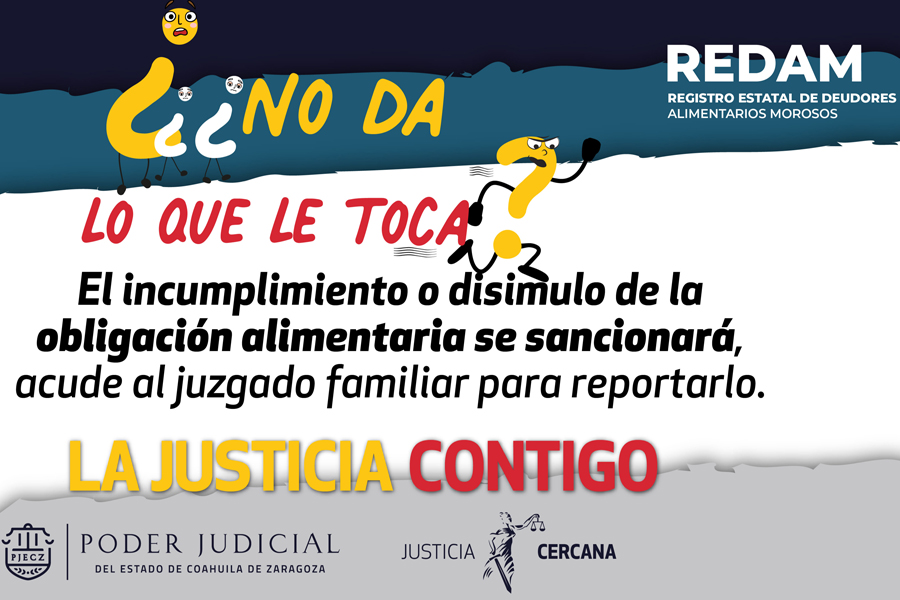 ¿¿¿NO DA
LO QUE LE TOCA?
REDAM
REGISTRO ESTATAL DE DEUDORES
ALIMENTARIOS MOROSOS
El incumplimiento o disimulo de la
obligación alimentaria se sancionará,
acude al juzgado familiar para reportarlo.
LA JUSTICIA CONTIGO
PJECZ
PODER JUDICIAL
DEL ESTADO DE COAHUILA DE ZARAGOZA
JUSTICIA CERCANA